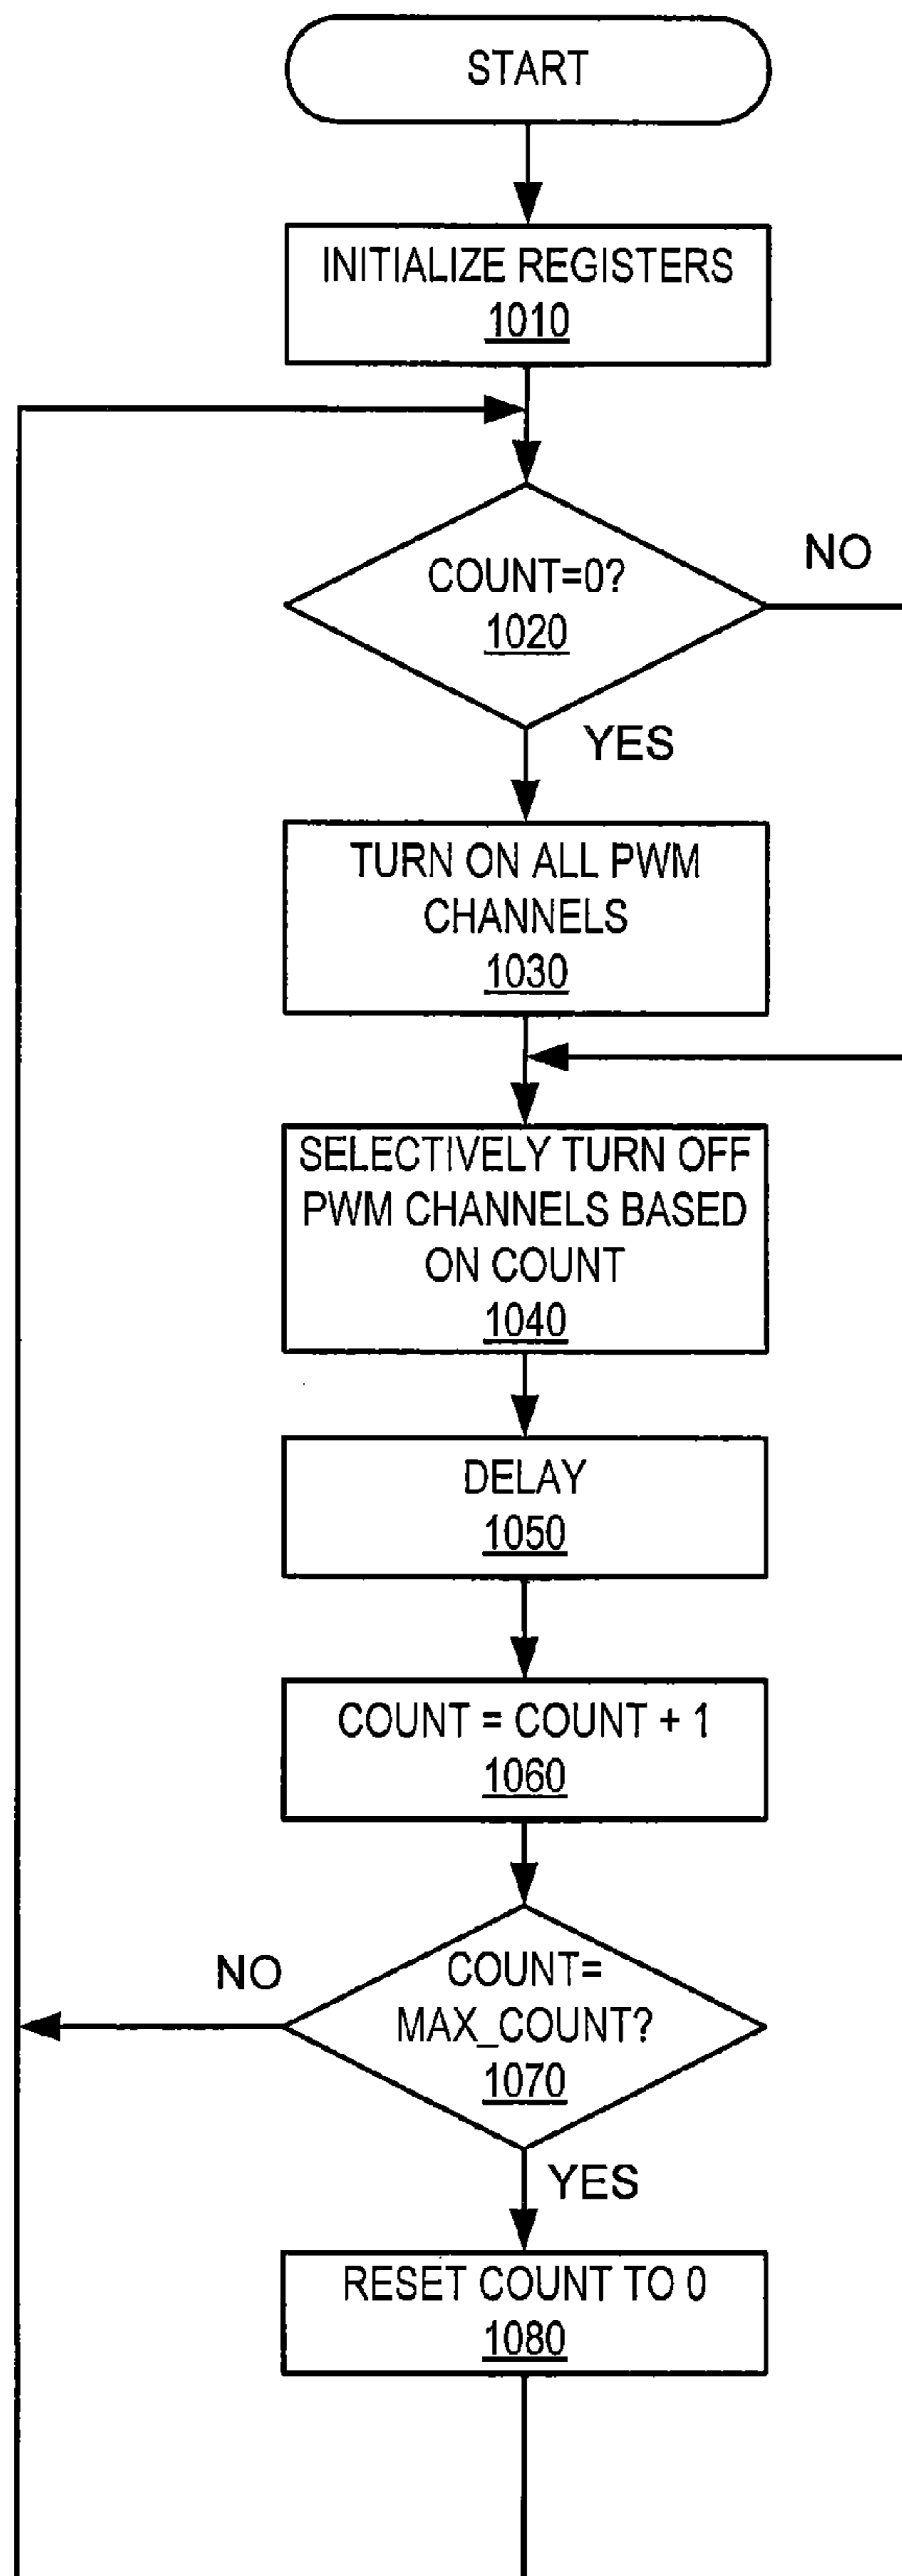 START
INITIALIZE REGISTERS
1010
COUNT=0?
1020
NO
YES
TURN ON ALL PWM
CHANNELS
1030
SELECTIVELY TURN OFF
PWM CHANNELS BASED
ON COUNT
1040
DELAY
1050
COUNT = COUNT + 1
1060
NO
COUNT=
MAX_COUNT?
1070
YES
RESET COUNT TO 0
1080